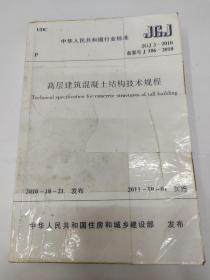 UDC
中华人民共和国行业标准
JGJ
P
JGJ 3-2010
备案号 J 186-2010
高层建筑混凝土结构技术规程
Technical specification for concrete structures of tall building
2010-10-21 发布
2011-10-01 实施
中华人民共和国住房和城乡建设部 发布